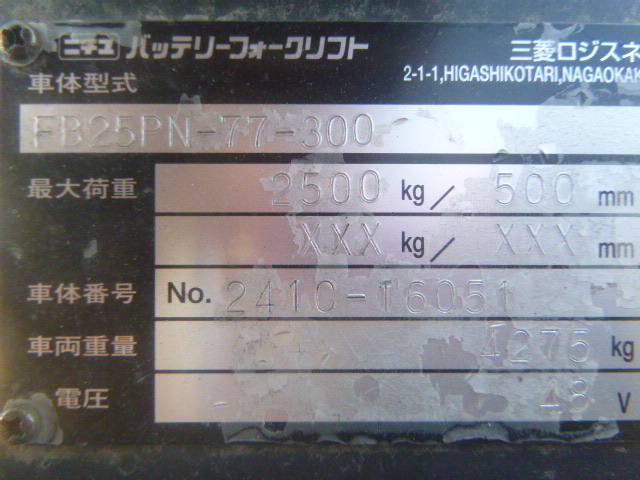 ニチユ バッテリーフォークリフト 三菱ロジスネ
2-1-1,HIGASHIKOTARI,NAGAOKAK
車体型式
FB25PN-77-300
最大荷重 2500 kg/ 500 mm
XXX kg/ XXX mm
車体番号 No. 241C-16051
車両重量 4275 kg
電圧 48 V